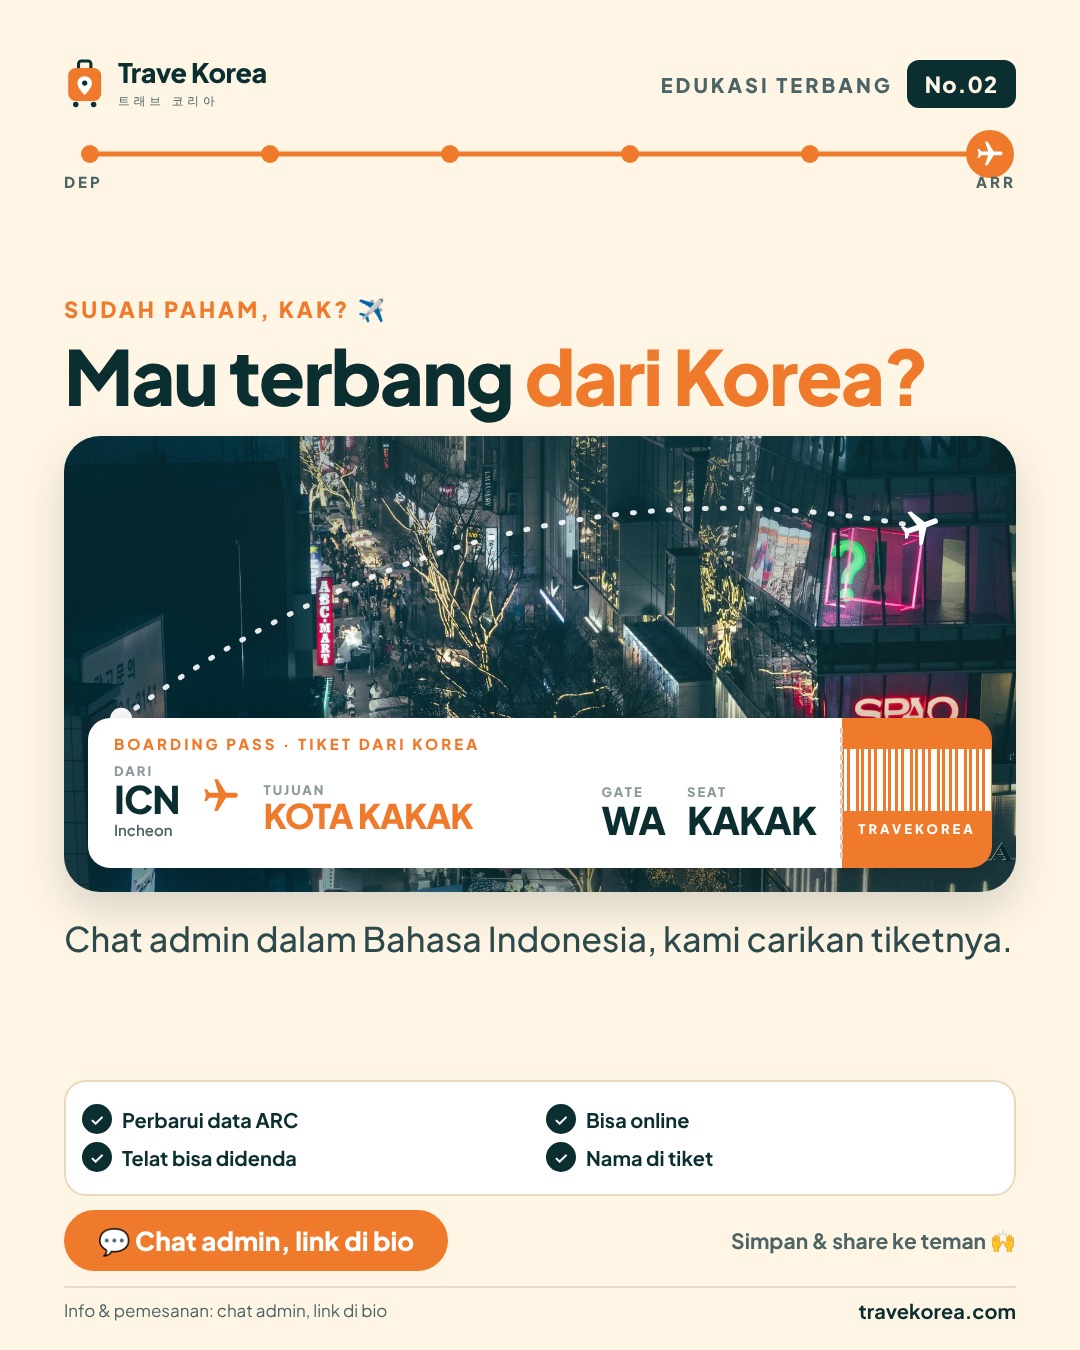 Trave Korea
트래브 코리아
EDUKASI TERBANG
No.02
DEP
ARR
SUDAH PAHAM, KAK? ✈️
Mau terbang dari Korea?
ALAND
ABC-MART
?
SPAO
BOARDING PASS · TIKET DARI KOREA
DARI
ICN
Incheon
TUJUAN
KOTA KAKAK
GATE
WA
SEAT
KAKAK
TRAVEKOREA
Chat admin dalam Bahasa Indonesia, kami carikan tiketnya.
Perbarui data ARC
Bisa online
Telat bisa didenda
Nama di tiket
💬 Chat admin, link di bio
Simpan & share ke teman 🙌
Info & pemesanan: chat admin, link di bio
travekorea.com